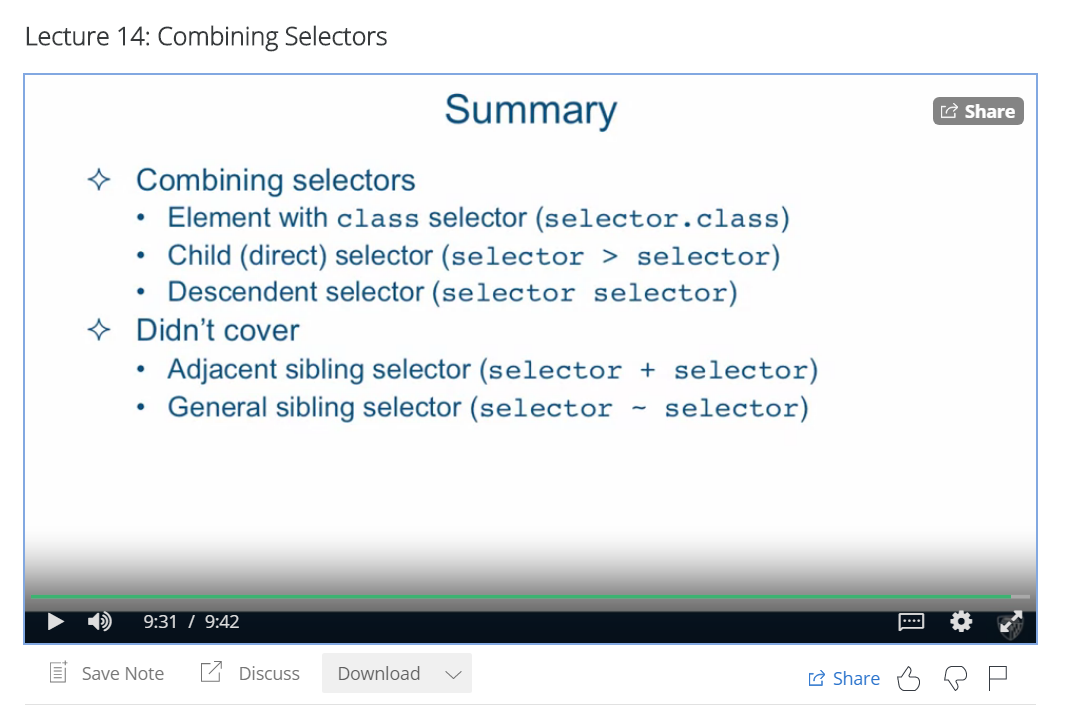 Lecture 14: Combining Selectors
Summary
Share
Combining selectors
• Element with class selector (selector.class)
• Child (direct) selector (selector > selector)
• Descendent selector (selector selector)
Didn't cover
• Adjacent sibling selector (selector + selector)
• General sibling selector (selector ~ selector)
9:31 / 9:42
Save Note Discuss Download Share